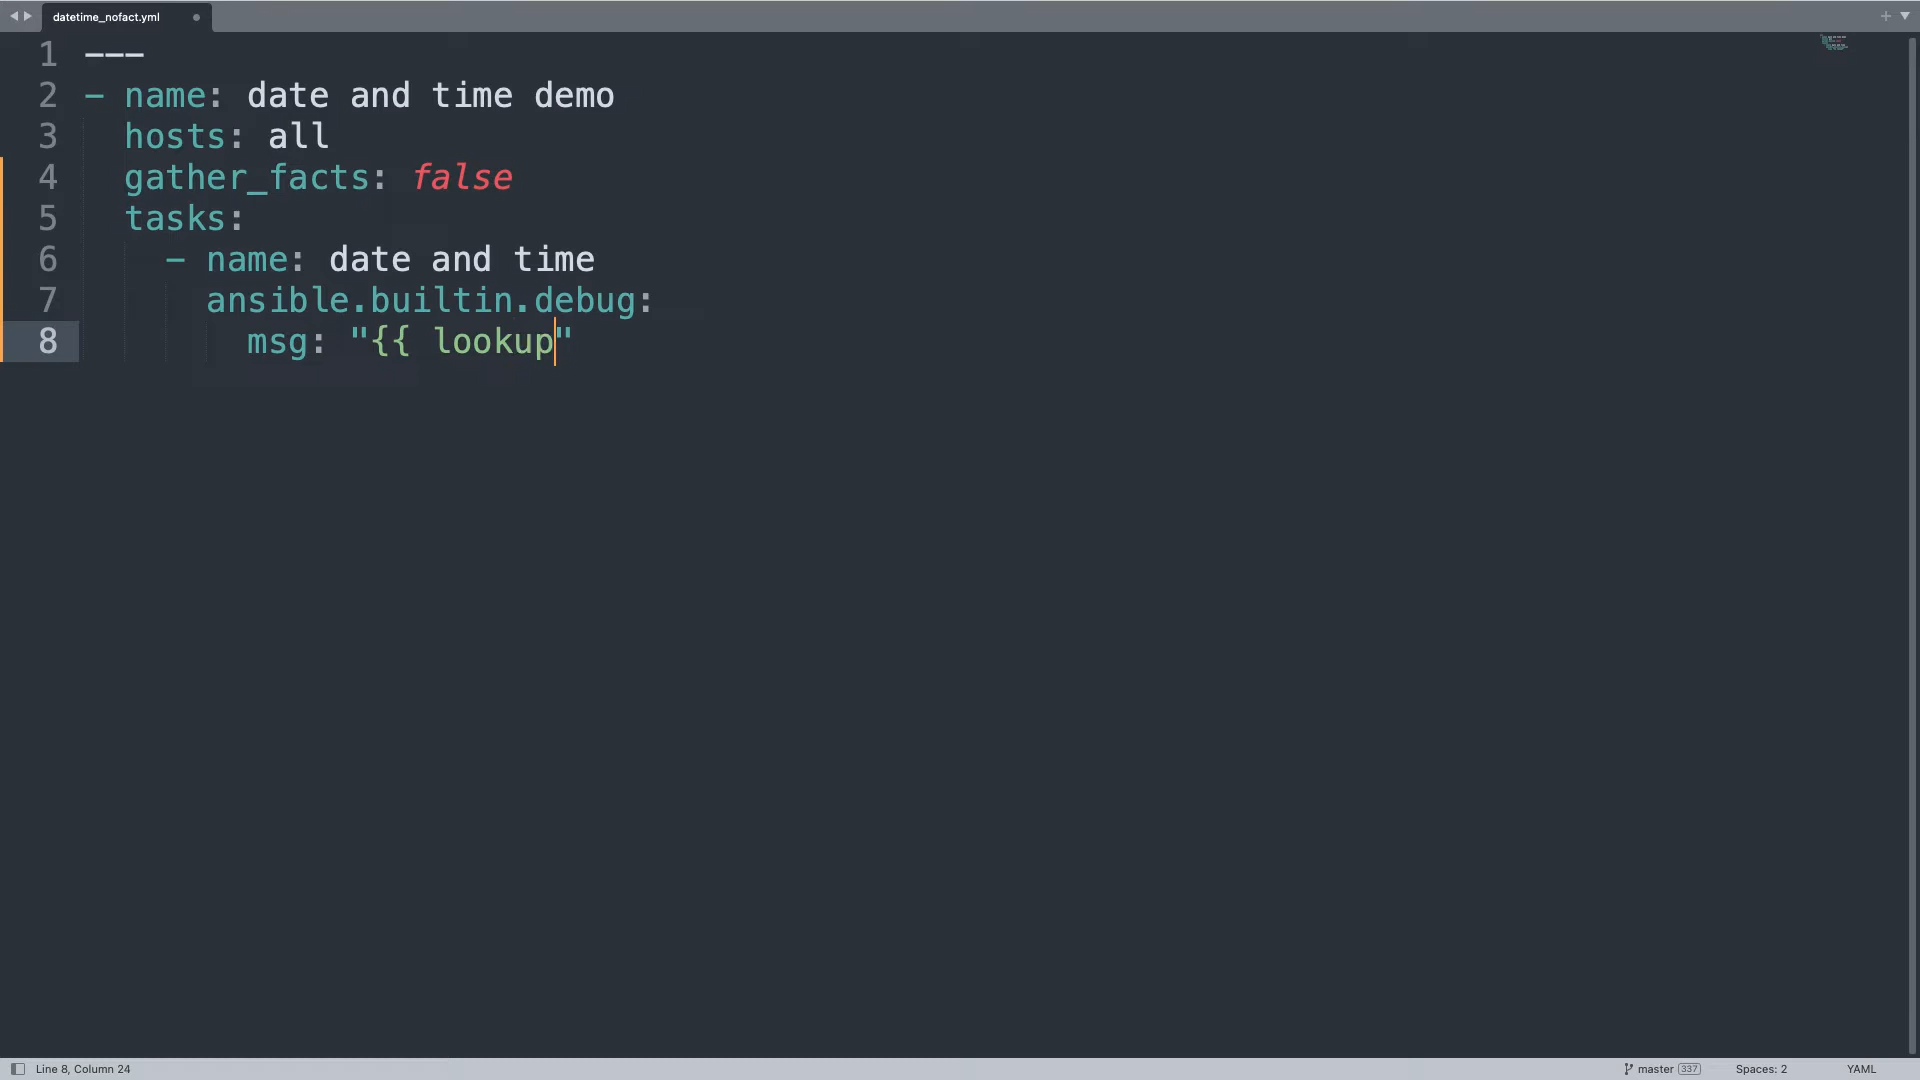 datetime_nofact.yml
1 ---
2 - name: date and time demo
3   hosts: all
4   gather_facts: false
5   tasks:
6     - name: date and time
7       ansible.builtin.debug:
8         msg: "{{ lookup"
Line 8, Column 24 master 337 Spaces: 2 YAML